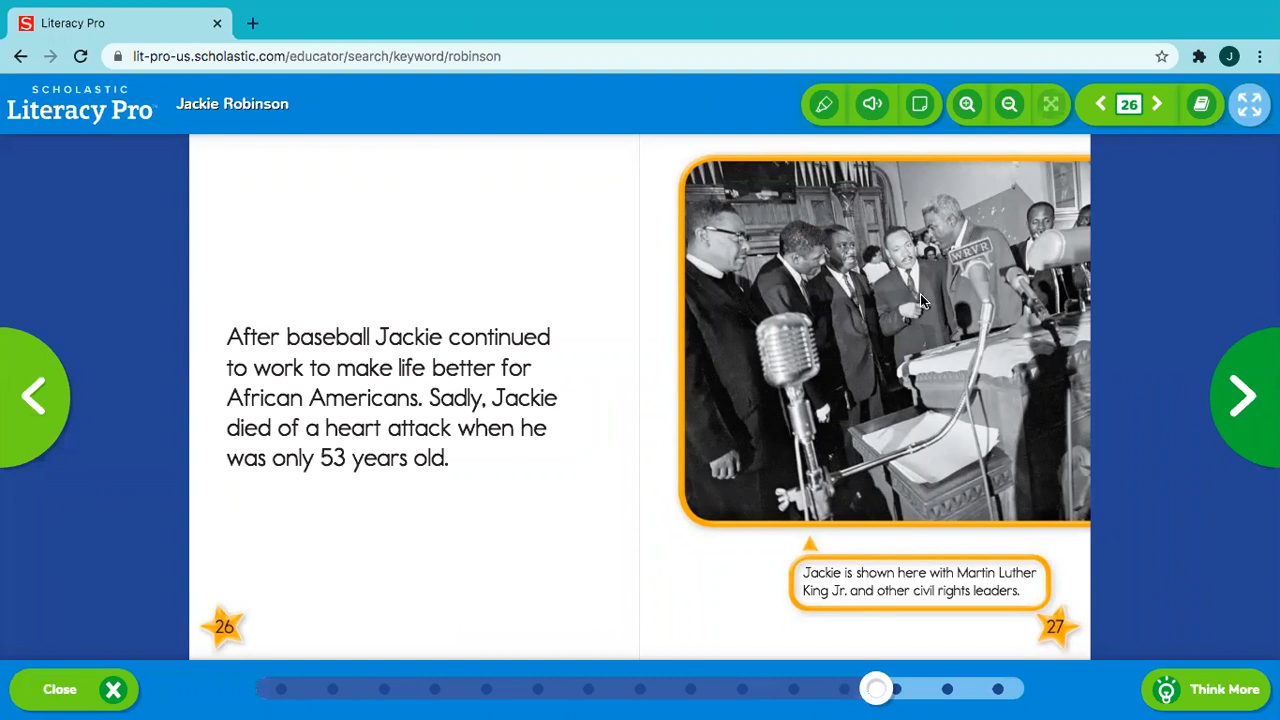 Literacy Pro
lit-pro-us.scholastic.com/educator/search/keyword/robinson
J
SCHOLASTIC
Literacy Pro
Jackie Robinson
26
After baseball Jackie continued
to work to make life better for
African Americans. Sadly, Jackie
died of a heart attack when he
was only 53 years old.
WRVR
Jackie is shown here with Martin Luther
King Jr. and other civil rights leaders.
26
27
Close
Think More